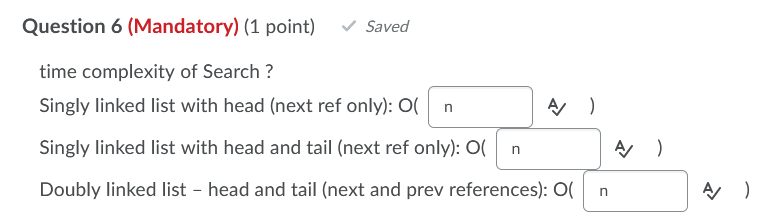 Question 6 (Mandatory) (1 point) ✓ Saved
time complexity of Search ?
Singly linked list with head (next ref only): O( n )
Singly linked list with head and tail (next ref only): O( n )
Doubly linked list – head and tail (next and prev references): O( n )